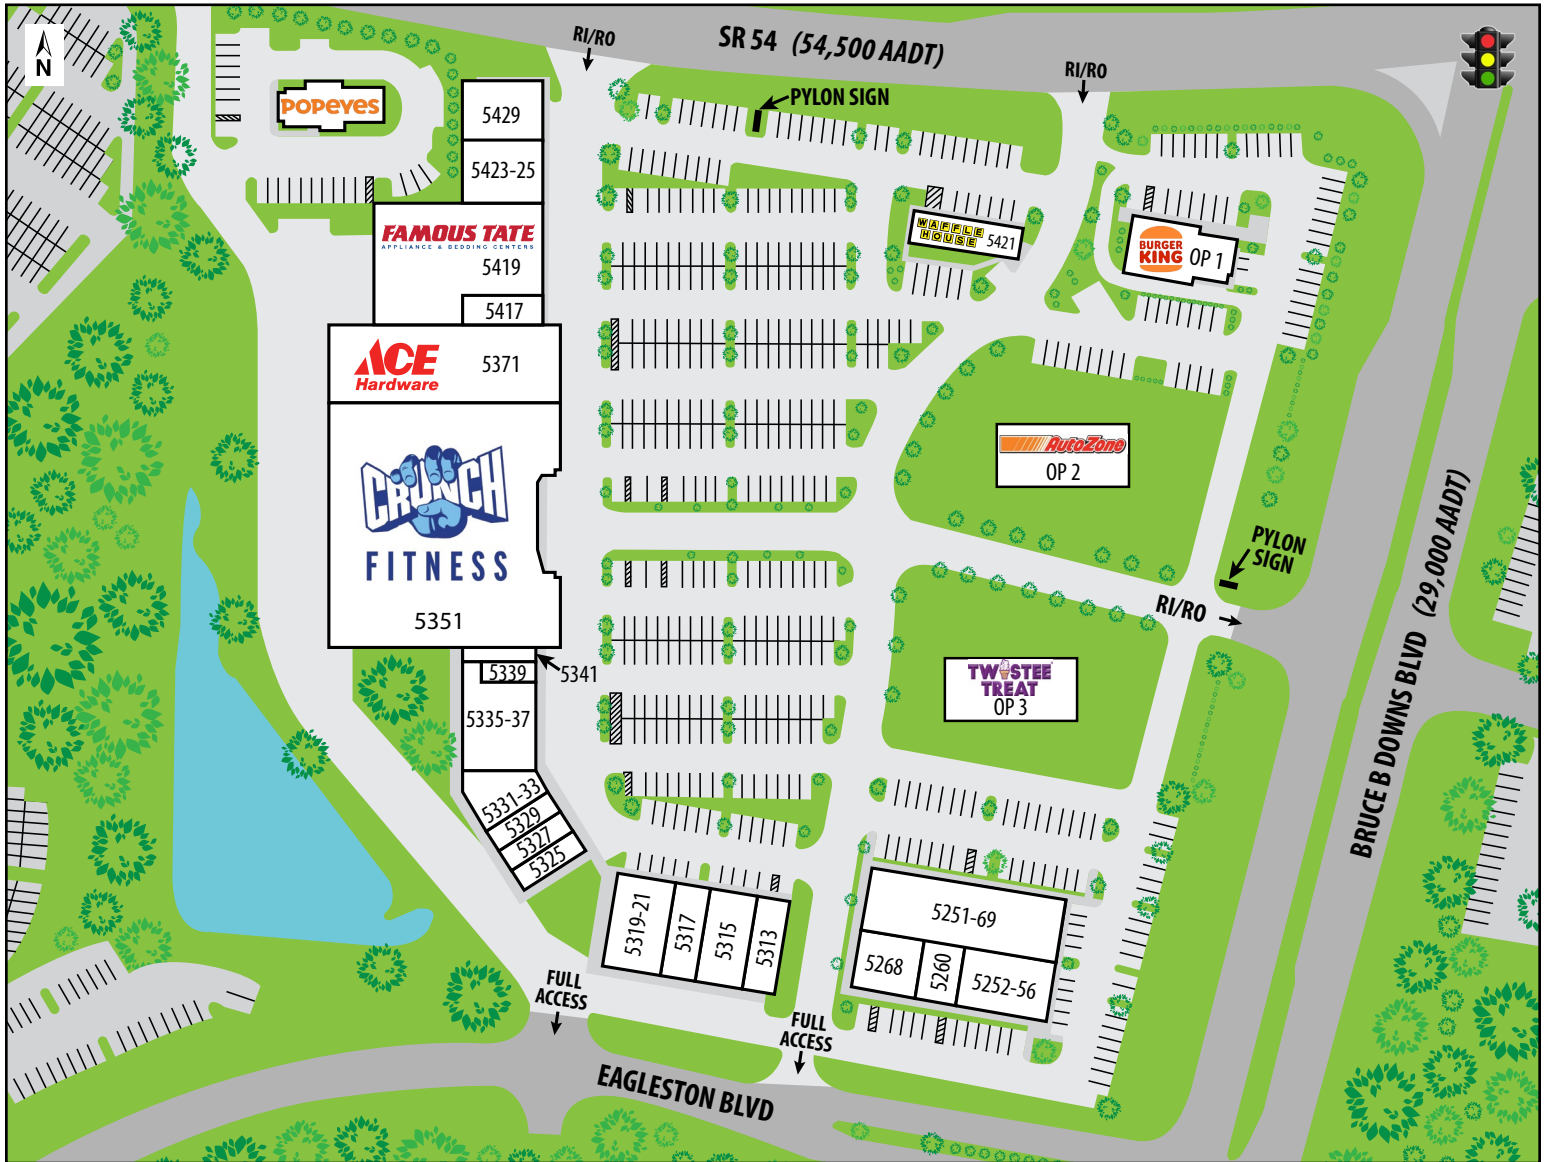 N
POPEYES
RI/RO
SR 54 (54,500 AADT)
RI/RO
PYLON SIGN
5429
5423-25
FAMOUS TATE
APPLIANCE & BEDDING CENTERS
5419
5417
WAFFLE
HOUSE
5421
BURGER
KING
OP 1
ACE
Hardware
5371
AutoZone
OP 2
CRUNCH
FITNESS
5351
PYLON
SIGN
RI/RO
BRUCE B DOWNS BLVD (29,000 AADT)
5341
5339
5335-37
TWISTEE
TREAT
OP 3
5331-33
5329
5327
5325
5319-21
5317
5315
5313
5251-69
5268
5260
5252-56
FULL
ACCESS
FULL
ACCESS
EAGLESTON BLVD